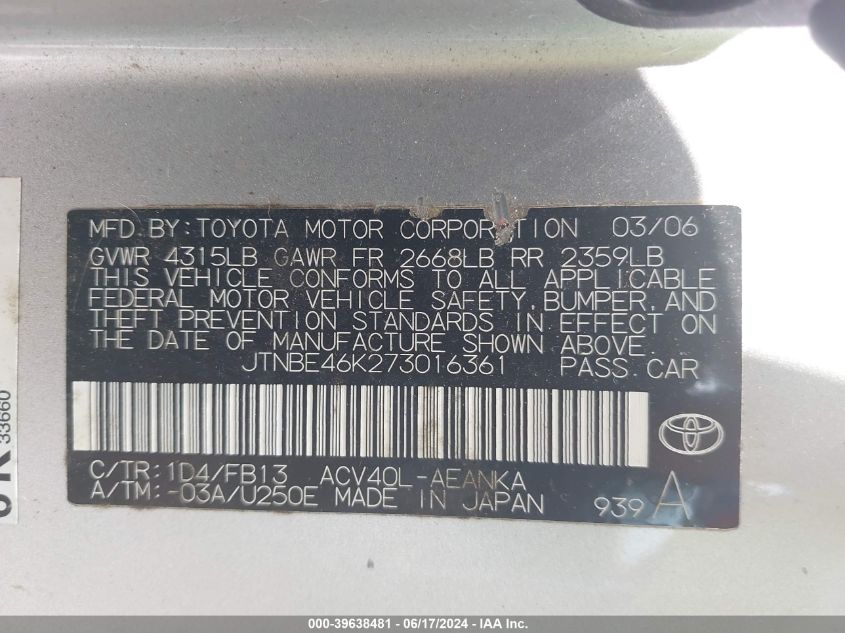 MFD BY:TOYOTA MOTOR CORPORATION 03/06
GVWR 4315LB GAWR FR 2668LB RR 2359LB
THIS VEHICLE CONFORMS TO ALL APPLICABLE
FEDERAL MOTOR VEHICLE SAFETY,BUMPER,AND
THEFT PREVENTION STANDARDS IN EFFECT ON
THE DATE OF MANUFACTURE SHOWN ABOVE.
JTNBE46K273016361 PASS.CAR
C/TR:1D4/FB13 ACV40L-AEANKA
A/TM:-03A/U250E MADE IN JAPAN 939 A
33660
000-39638481 - 06/17/2024 - IAA Inc.